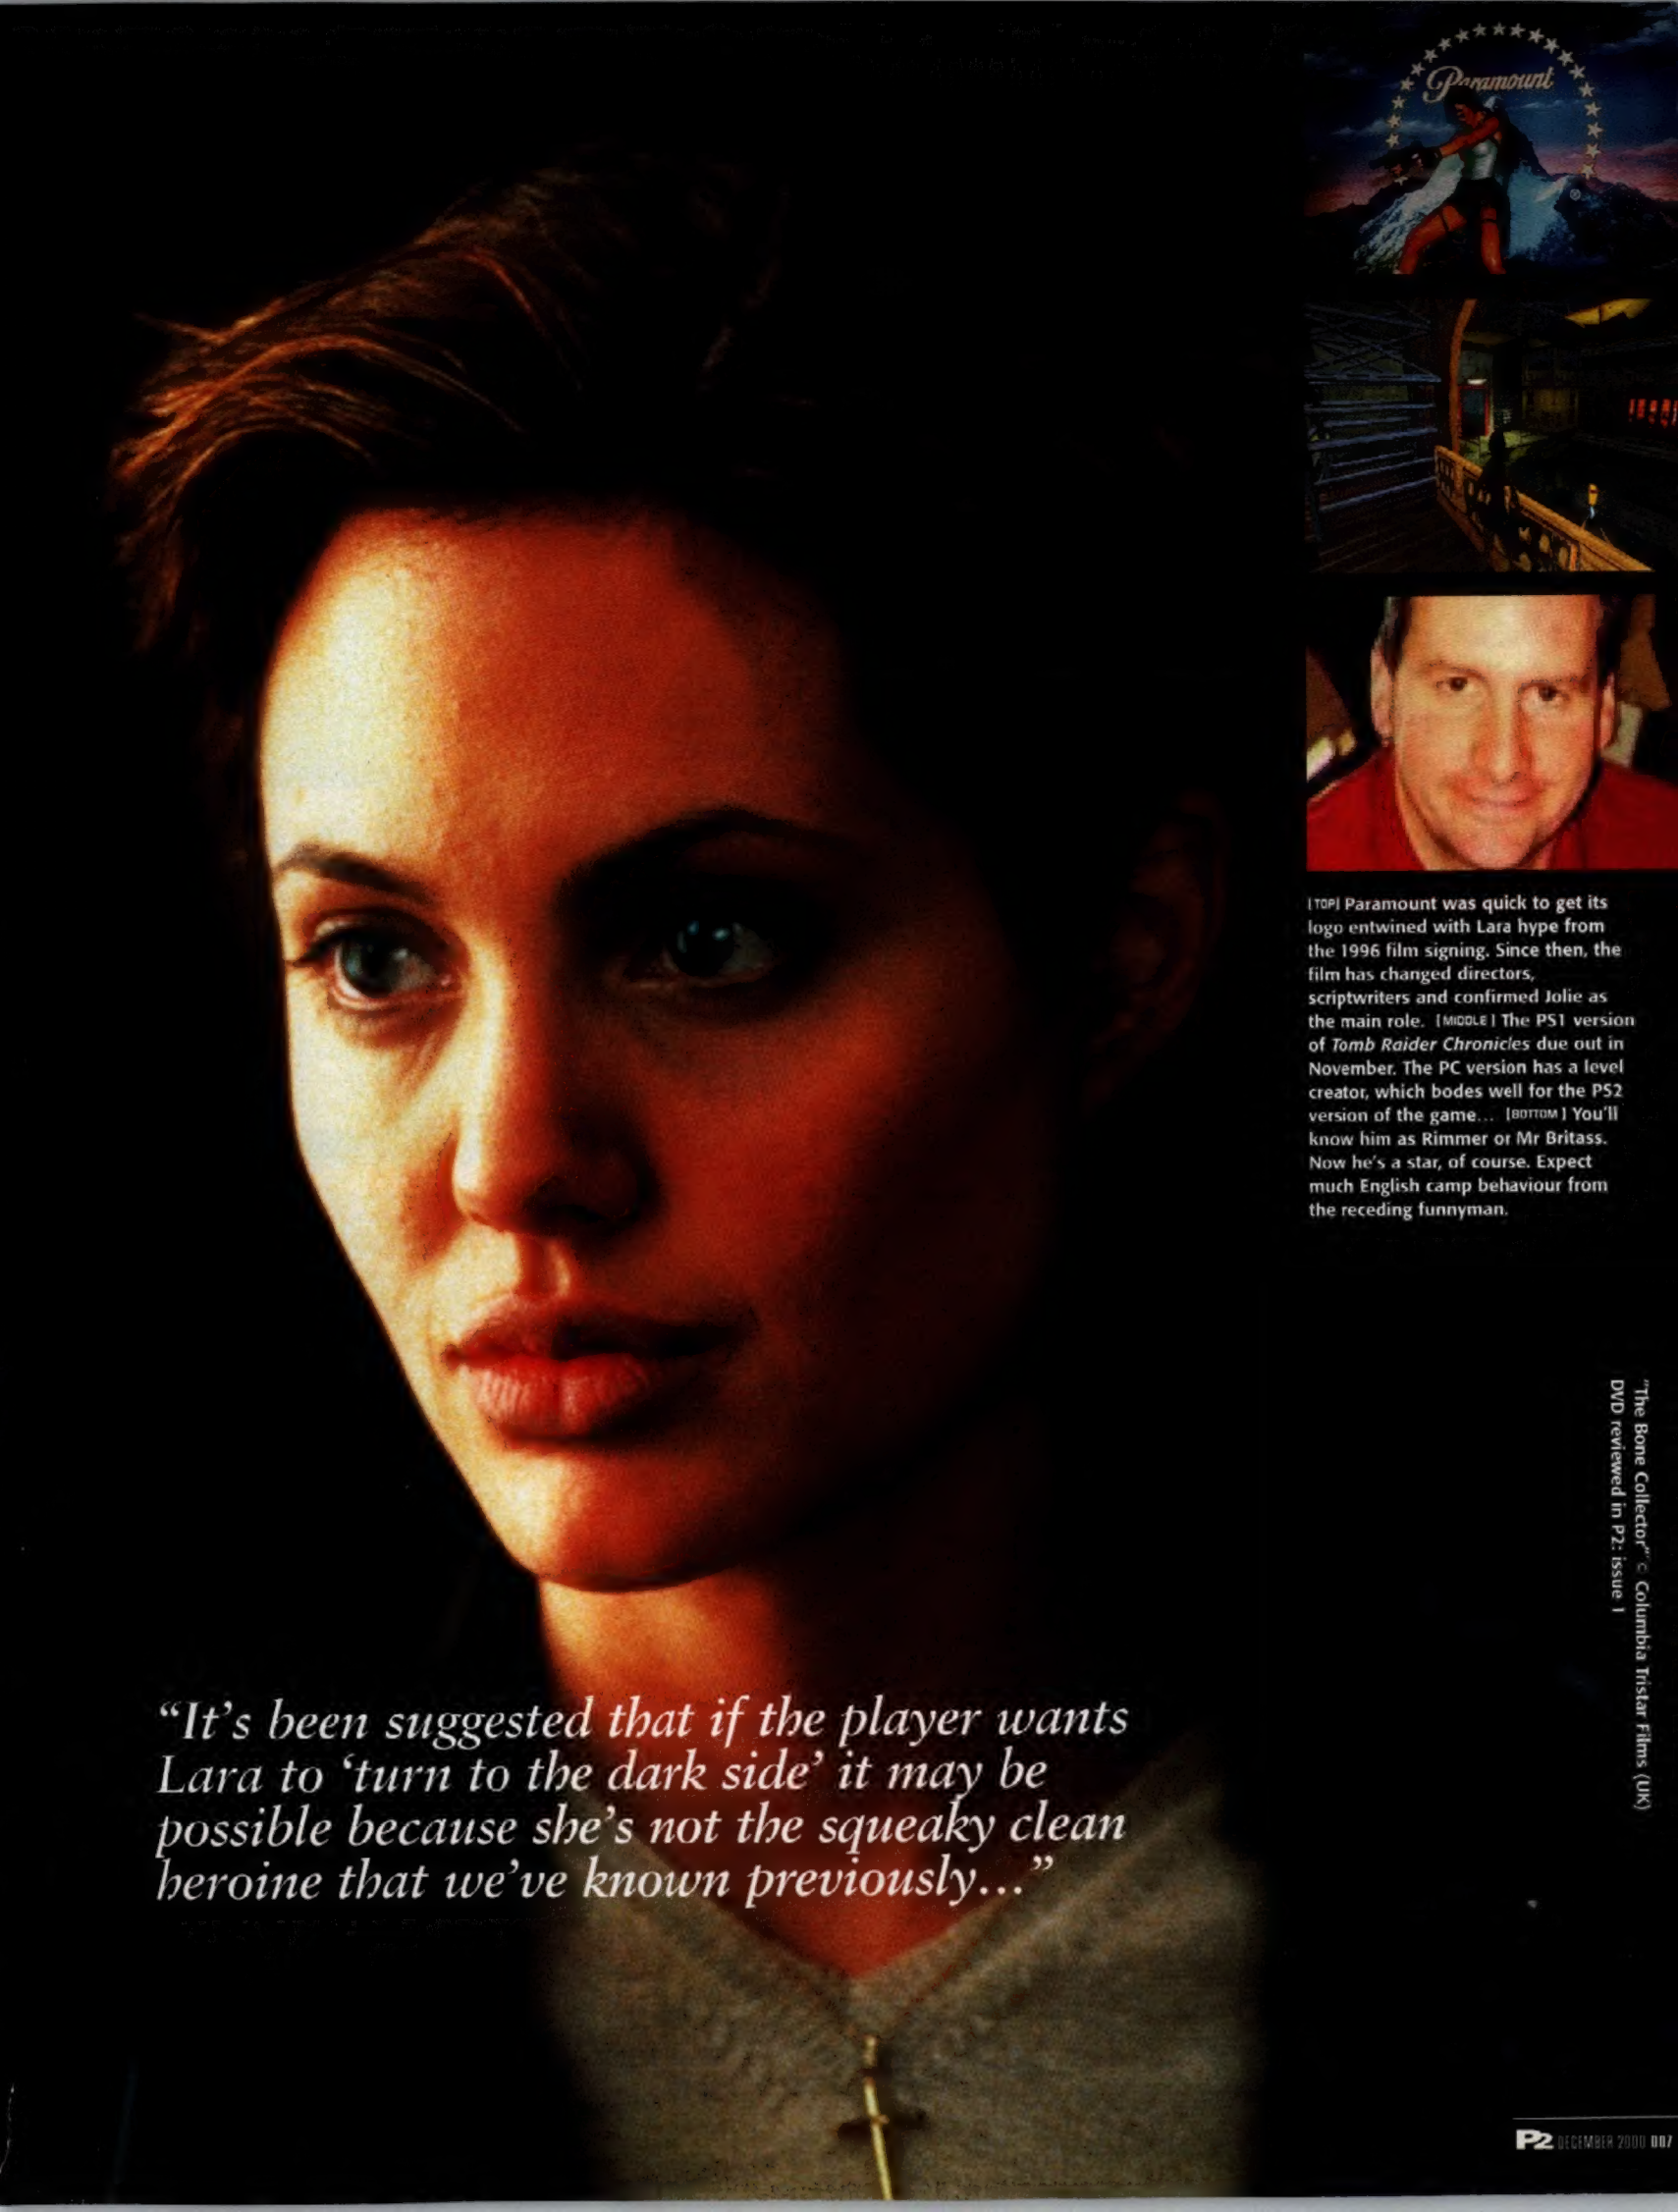 Paramount
®
[TOP] Paramount was quick to get its
logo entwined with Lara hype from
the 1996 film signing. Since then, the
film has changed directors,
scriptwriters and confirmed Jolie as
the main role. [MIDDLE] The PS1 version
of Tomb Raider Chronicles due out in
November. The PC version has a level
creator, which bodes well for the PS2
version of the game... [BOTTOM] You'll
know him as Rimmer or Mr Britass.
Now he's a star, of course. Expect
much English camp behaviour from
the receding funnyman.
"The Bone Collector" © Columbia Tristar Films (UK)
DVD reviewed in P2: issue 1
“It’s been suggested that if the player wants
Lara to ‘turn to the dark side’ it may be
possible because she’s not the squeaky clean
heroine that we’ve known previously...”
P2 DECEMBER 2000 007